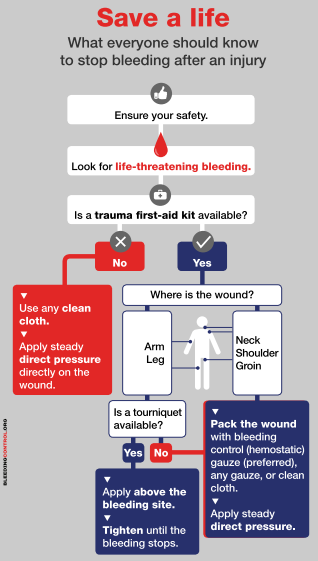 Save a life
What everyone should know
to stop bleeding after an injury
Ensure your safety.
Look for life-threatening bleeding.
Is a trauma first-aid kit available?
No
Yes
Use any clean
cloth.
Apply steady
direct pressure
directly on the
wound.
Where is the wound?
Arm
Leg
Neck
Shoulder
Groin
Is a tourniquet
available?
Yes
No
Apply above the
bleeding site.
Tighten until the
bleeding stops.
Pack the wound
with bleeding
control (hemostatic)
gauze (preferred),
any gauze, or clean
cloth.
Apply steady
direct pressure.
BLEEDINGCONTROL.ORG